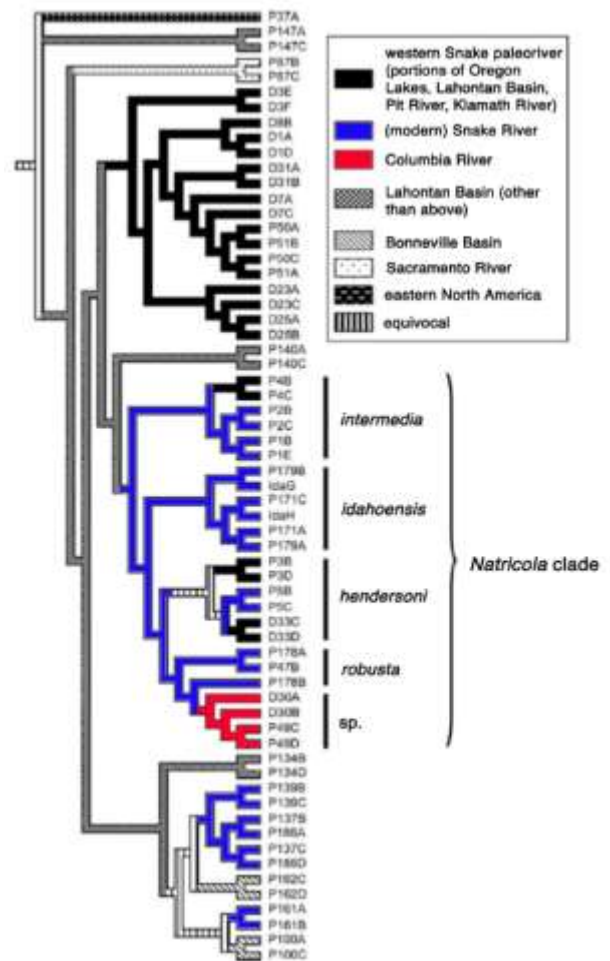 P37A
P147A
P147C
P87B
P87C
D3E
D3F
D8B
D1A
D1D
D31A
D31B
D7A
D7C
P50A
P51B
P50C
P51A
D23A
D23C
D25A
D25B
P140A
P140C
P4B
P4C
P2B
P2C
P1B
P1E
P179B
IdaG
P171C
IdaH
P171A
P179A
P3B
P3D
P5B
P5C
D33C
D33D
P178A
P47B
P178B
D30A
D30B
P49C
P49D
P134B
P134D
P139B
P139C
P137B
P186A
P137C
P186D
P162C
P162D
P161A
P161B
P100A
P100C
western Snake paleoriver
(portions of Oregon
Lakes, Lahontan Basin,
Pit River, Klamath River)
(modern) Snake River
Columbia River
Lahontan Basin (other
than above)
Bonneville Basin
Sacramento River
eastern North America
equivocal
intermedia
idahoensis
hendersoni
robusta
sp.
Natricola clade